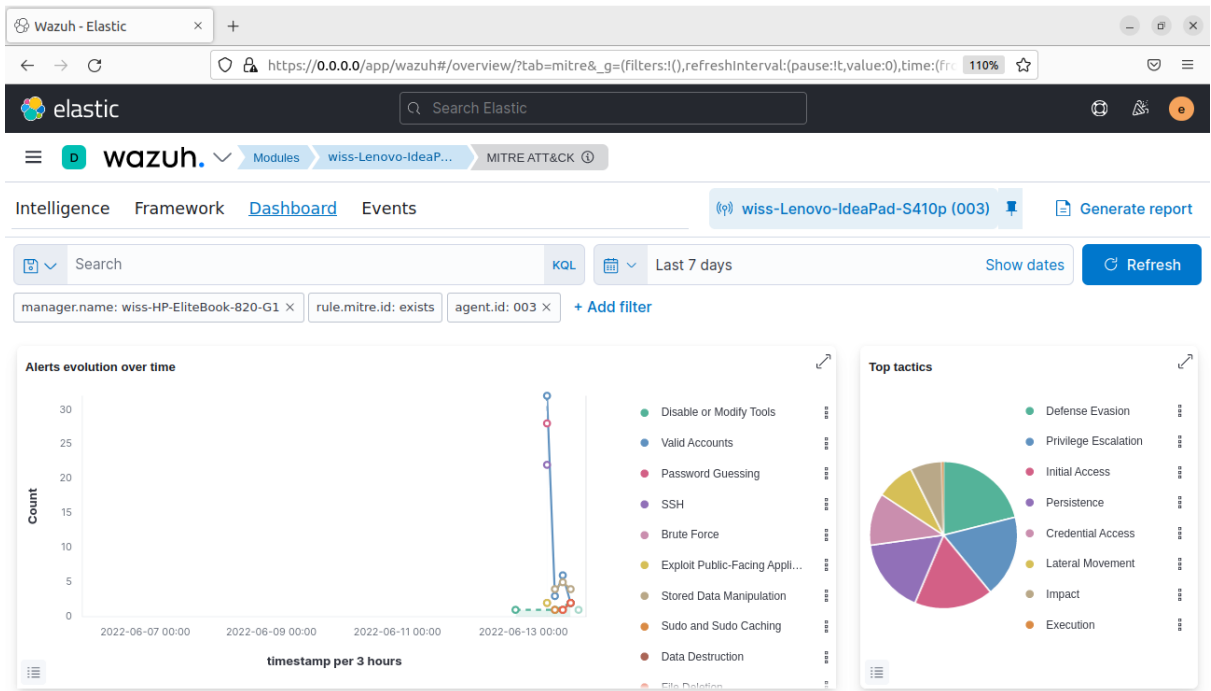 Wazuh - Elastic
https://0.0.0.0/app/wazuh#/overview/?tab=mitre&_g=(filters:!(),refreshInterval:(pause:!t,value:0),time:(fro 110%
elastic Search Elastic e
D wazuh. Modules wiss-Lenovo-IdeaP... MITRE ATT&CK
Intelligence Framework Dashboard Events wiss-Lenovo-IdeaPad-S410p (003) Generate report
Search KQL Last 7 days Show dates Refresh
manager.name: wiss-HP-EliteBook-820-G1 × rule.mitre.id: exists agent.id: 003 × + Add filter
Alerts evolution over time
Count
30
25
20
15
10
5
0
2022-06-07 00:00 2022-06-09 00:00 2022-06-11 00:00 2022-06-13 00:00
timestamp per 3 hours
Disable or Modify Tools
Valid Accounts
Password Guessing
SSH
Brute Force
Exploit Public-Facing Appli...
Stored Data Manipulation
Sudo and Sudo Caching
Data Destruction
File Deletion
Top tactics
Defense Evasion
Privilege Escalation
Initial Access
Persistence
Credential Access
Lateral Movement
Impact
Execution